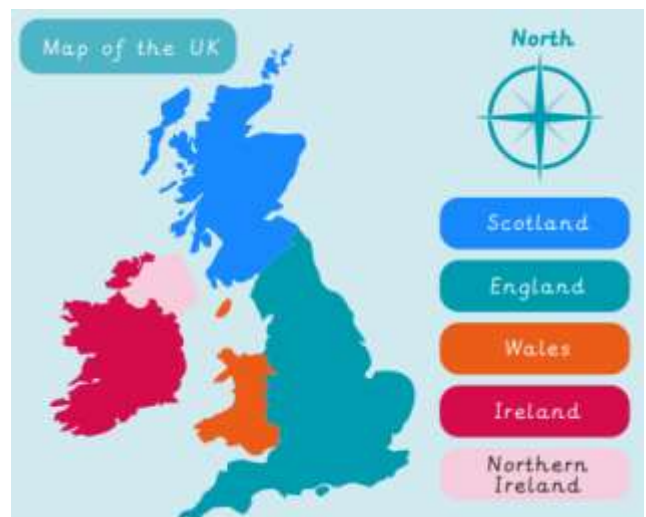 Map of the UK
North
Scotland
England
Wales
Ireland
Northern
Ireland